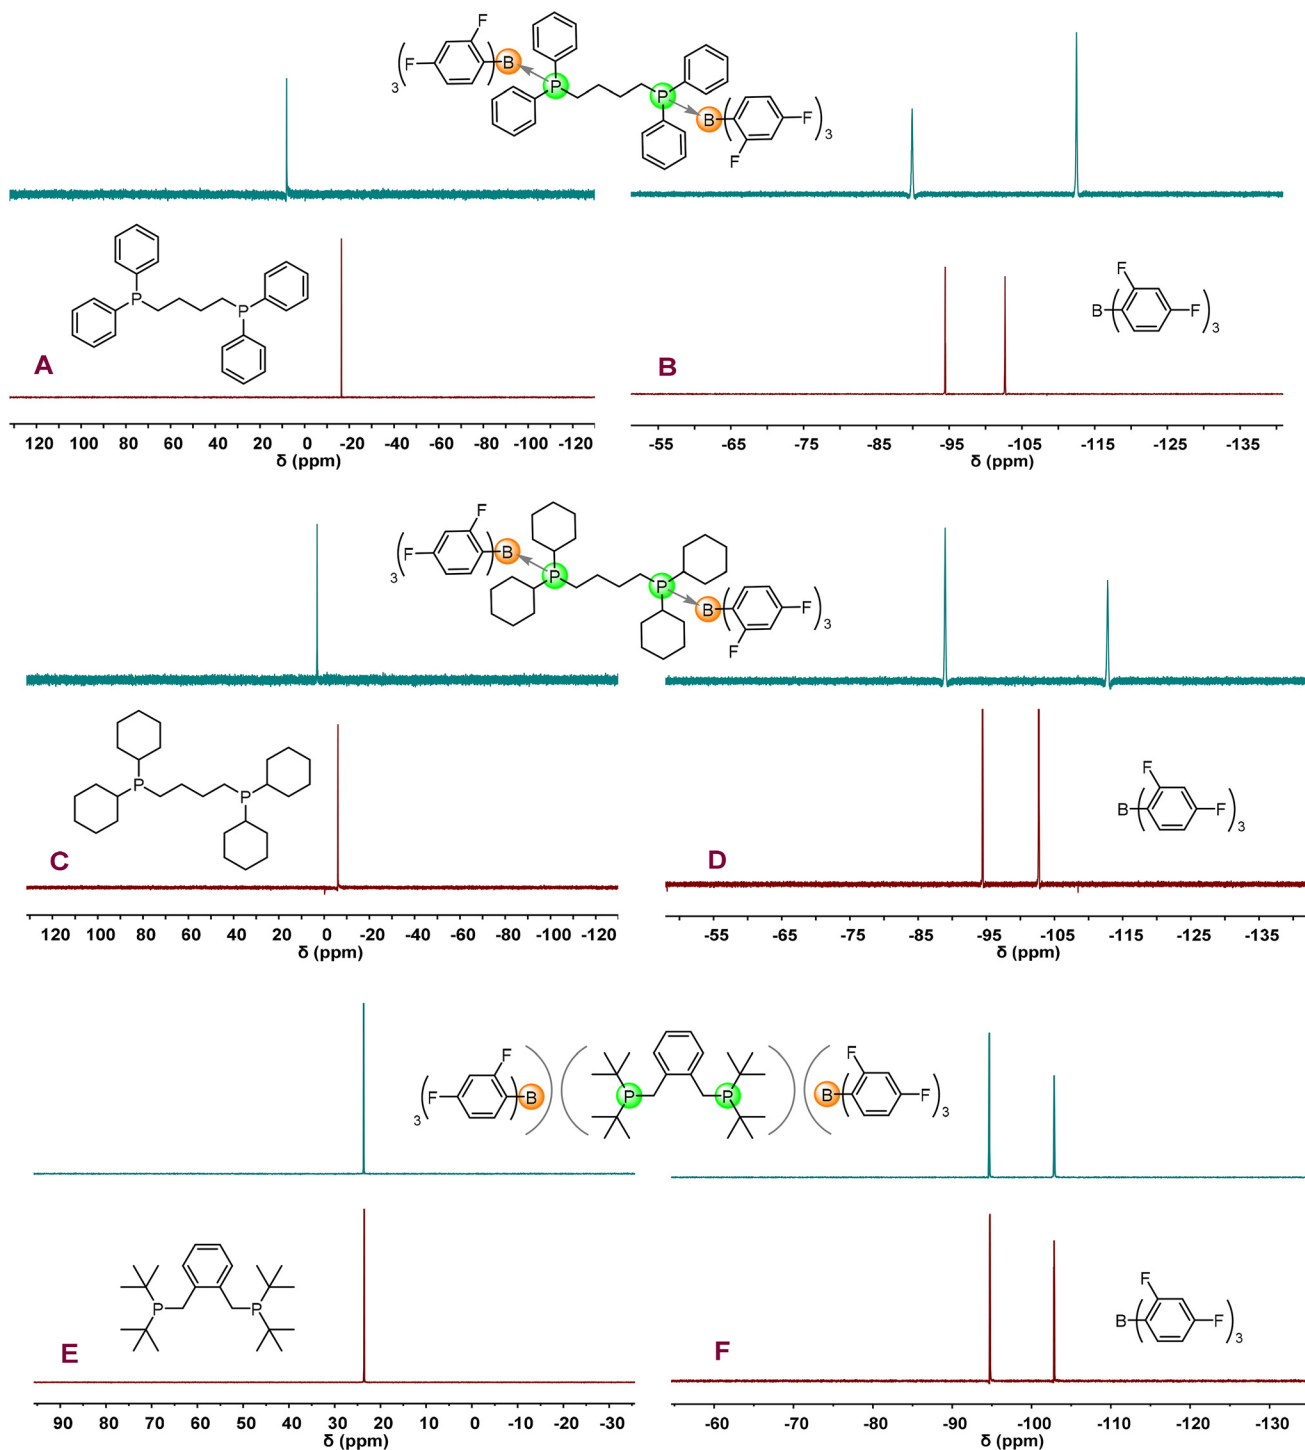 F
(F B P P
3
B( F)3
F
P P
F
B( F)3
A B
120 100 80 60 40 20 0 -20 -40 -60 -80 -100 -120
δ (ppm)
-55 -65 -75 -85 -95 -105 -115 -125 -135
δ (ppm)
F
(F B P P
3
B( F)3
F
P P
F
B( F)3
C D
120 100 80 60 40 20 0 -20 -40 -60 -80 -100 -120
δ (ppm)
-55 -65 -75 -85 -95 -105 -115 -125 -135
δ (ppm)
F F
3(F )B) (P P) (B( F)3
P P
F
B( F)3
E F
90 80 70 60 50 40 30 20 10 0 -10 -20 -30
δ (ppm)
-60 -70 -80 -90 -100 -110 -120 -130
δ (ppm)